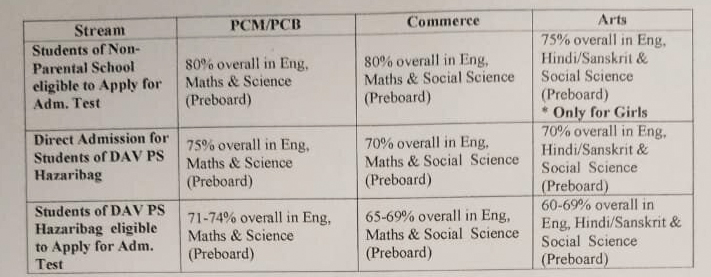 Stream
PCM/PCB
Commerce
Arts
Students of Non-
Parental School
eligible to Apply for
Adm. Test
80% overall in Eng,
Maths & Science
(Preboard)
80% overall in Eng,
Maths & Social Science
(Preboard)
75% overall in Eng,
Hindi/Sanskrit &
Social Science
(Preboard)
* Only for Girls
Direct Admission for
Students of DAV PS
Hazaribag
75% overall in Eng,
Maths & Science
(Preboard)
70% overall in Eng,
Maths & Social Science
(Preboard)
70% overall in Eng,
Hindi/Sanskrit &
Social Science
(Preboard)
Students of DAV PS
Hazaribag eligible
to Apply for Adm.
Test
71-74% overall in Eng,
Maths & Science
(Preboard)
65-69% overall in Eng,
Maths & Social Science
(Preboard)
60-69% overall in
Eng, Hindi/Sanskrit &
Social Science
(Preboard)